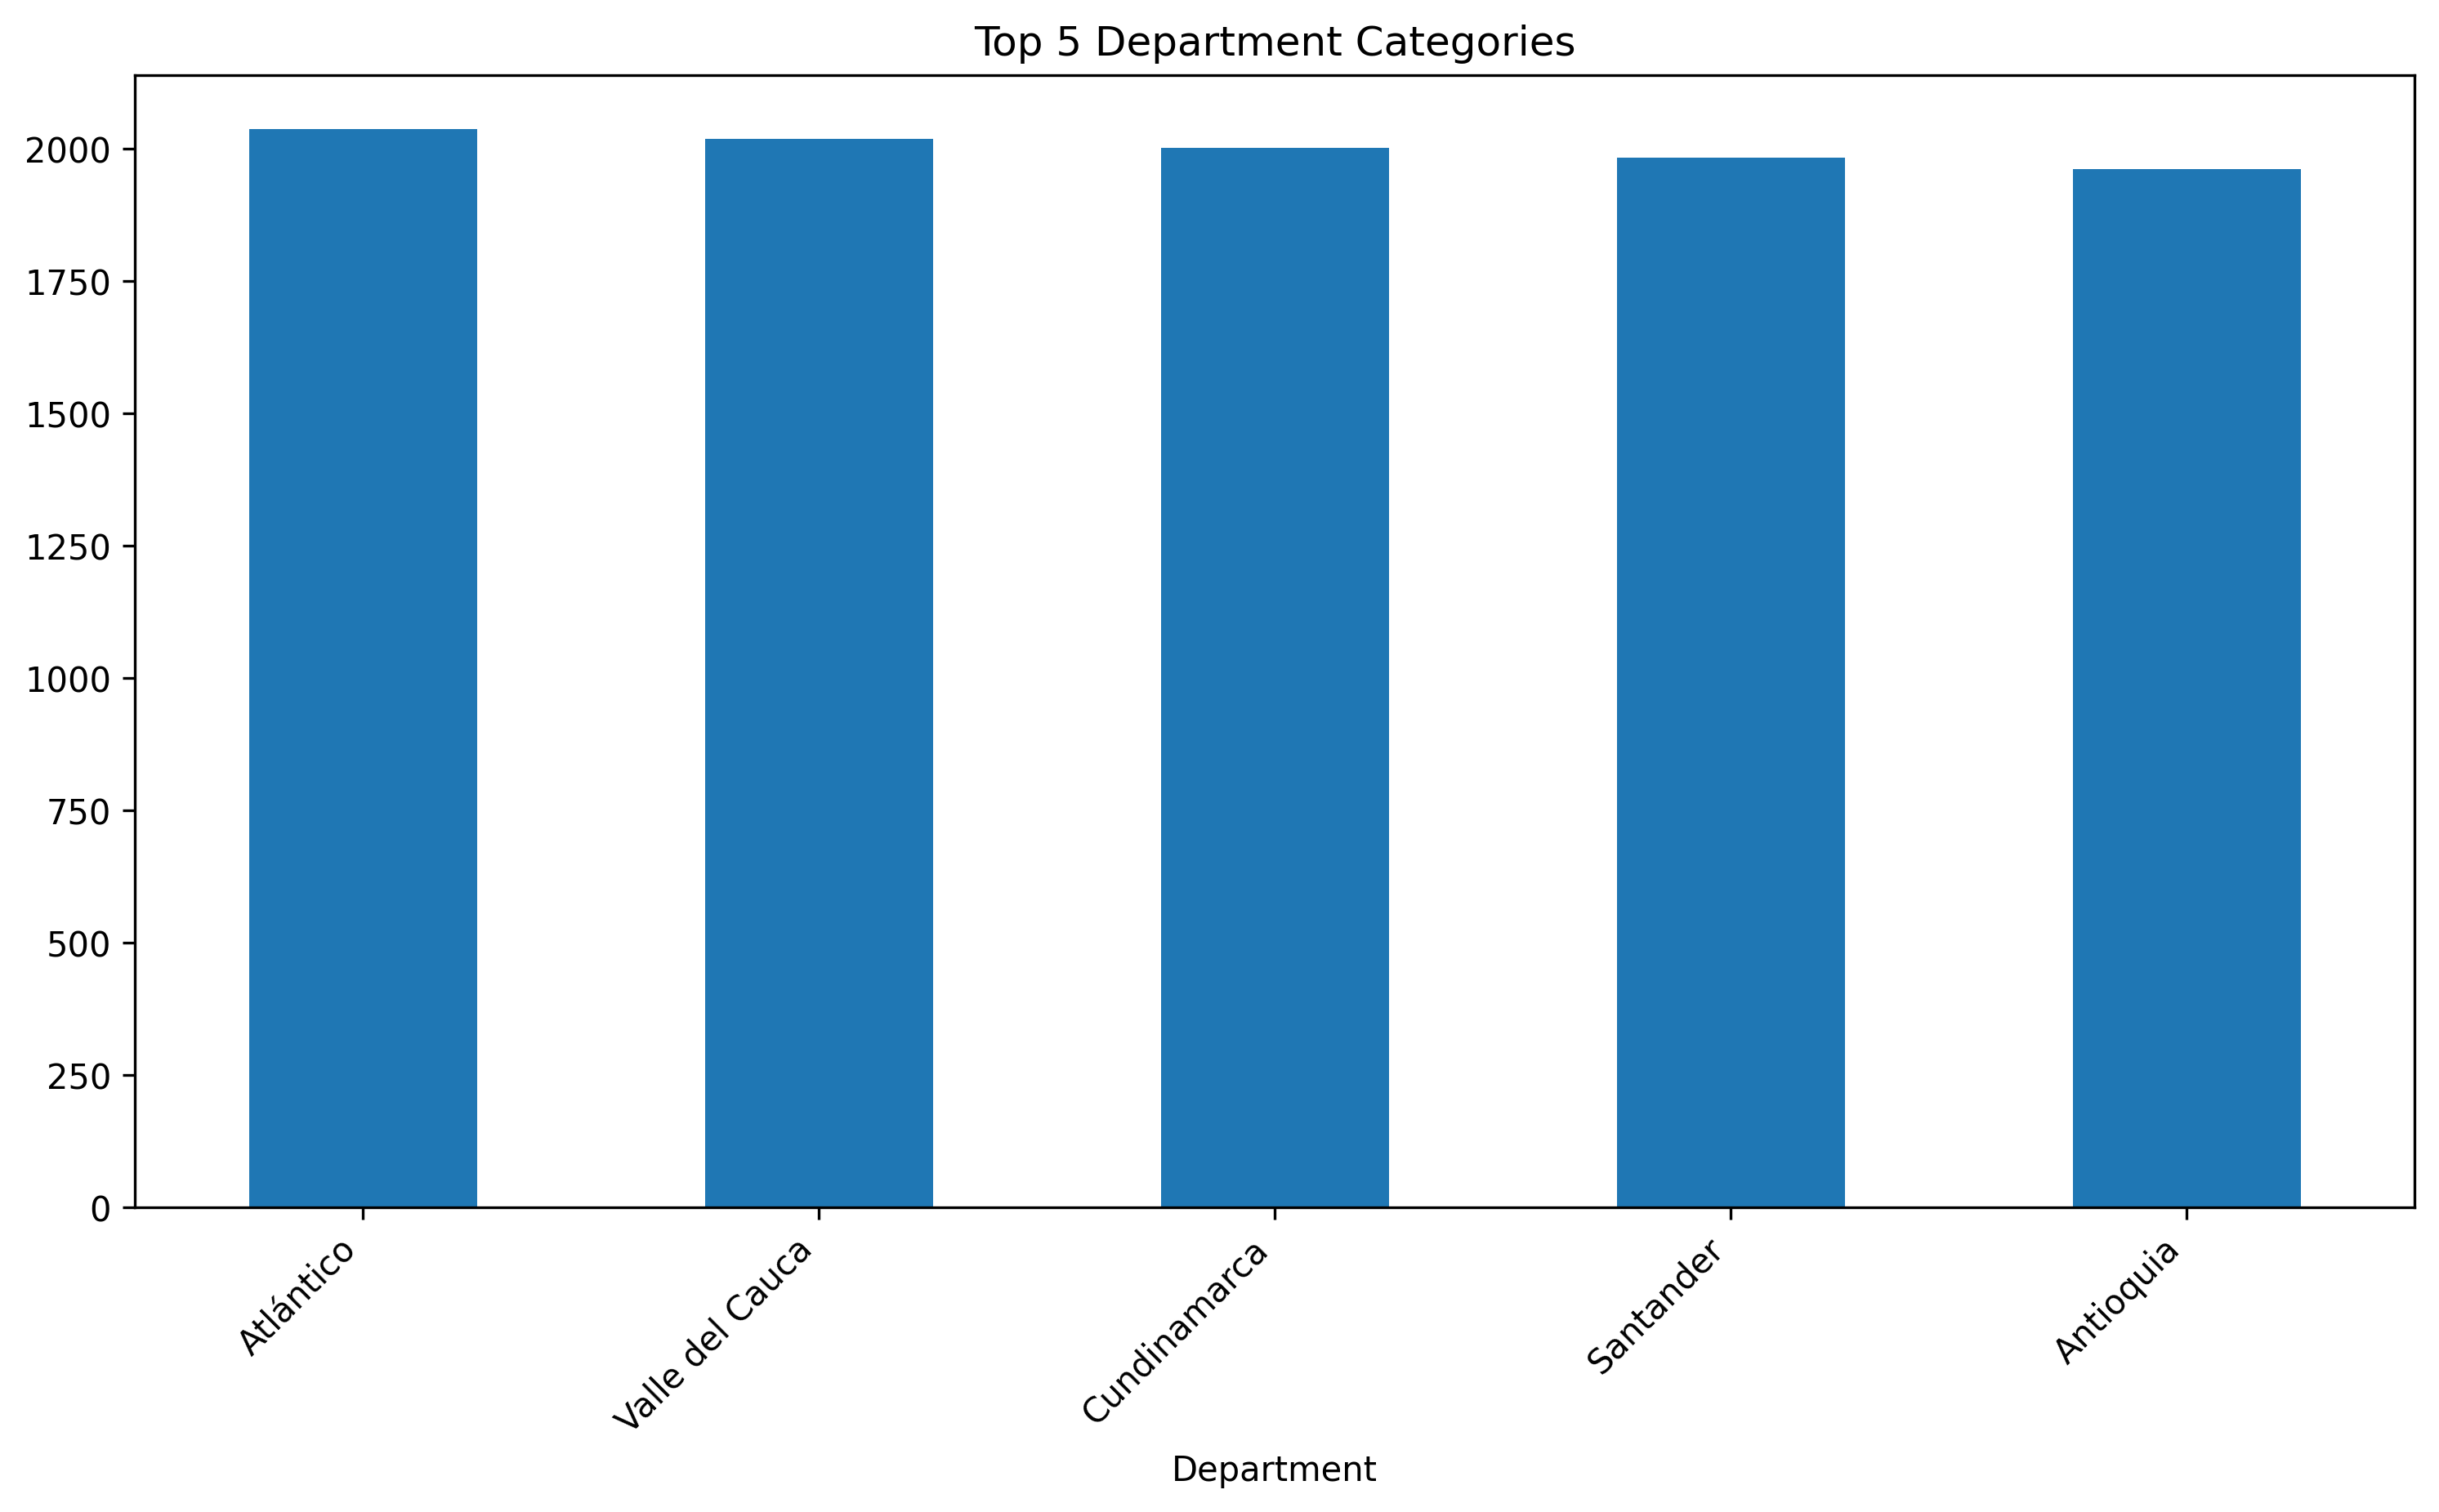 Top 5 Department Categories
2000
1750
1500
1250
1000
750
500
250
0
Atlántico
Valle del Cauca
Cundinamarca
Santander
Antioquia
Department